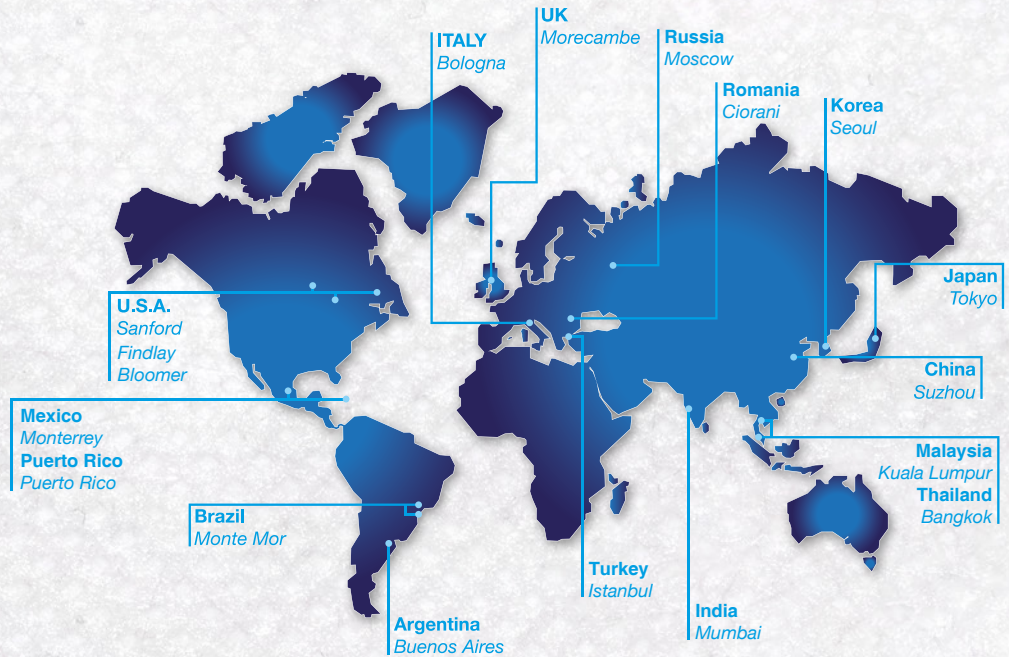 UK
Morecambe
ITALY
Bologna
Russia
Moscow
Romania
Ciorani
Korea
Seoul
Japan
Tokyo
U.S.A.
Sanford
Findlay
Bloomer
China
Suzhou
Mexico
Monterrey
Puerto Rico
Puerto Rico
Malaysia
Kuala Lumpur
Thailand
Bangkok
Brazil
Monte Mor
Turkey
Istanbul
India
Mumbai
Argentina
Buenos Aires